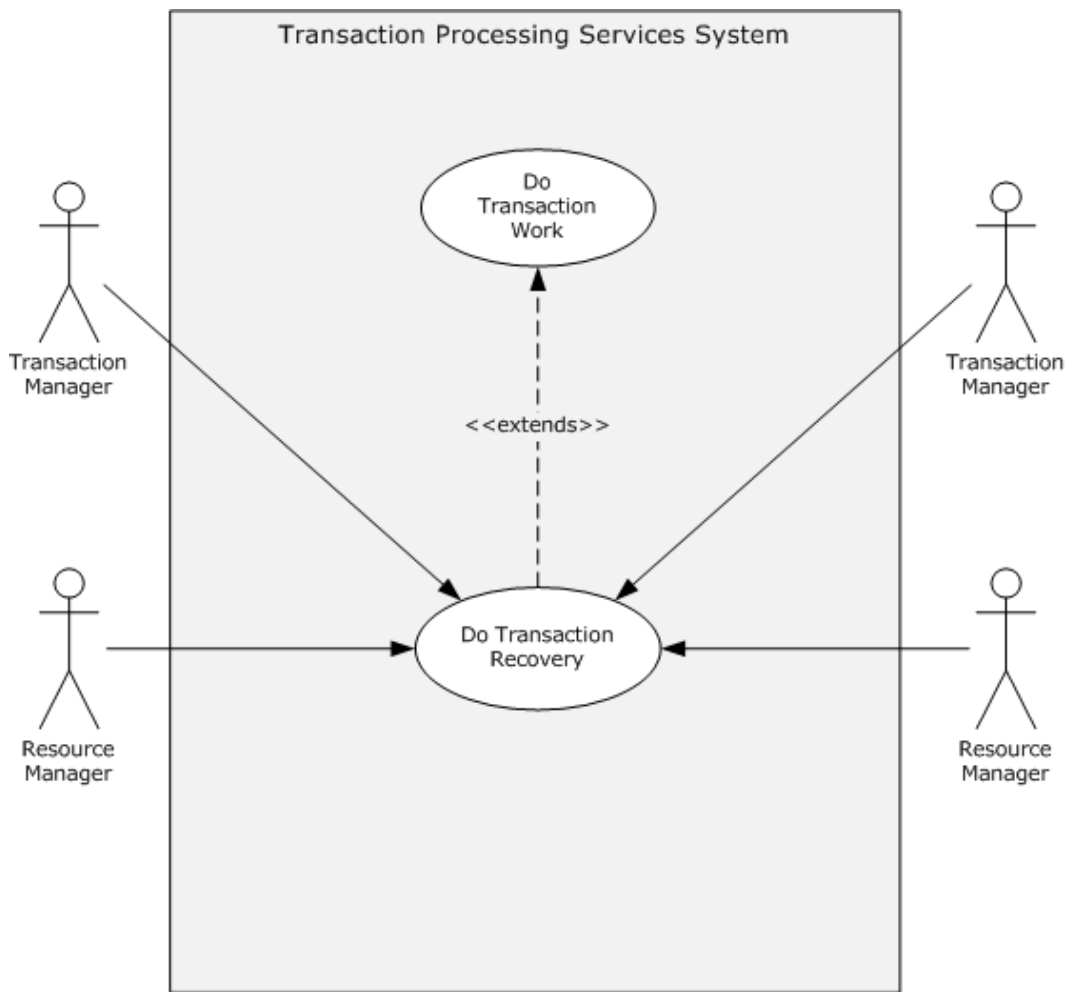 Transaction Processing Services System
Do
Transaction
Work
Transaction
Manager
Transaction
Manager
<<extends>>
Do Transaction
Recovery
Resource
Manager
Resource
Manager